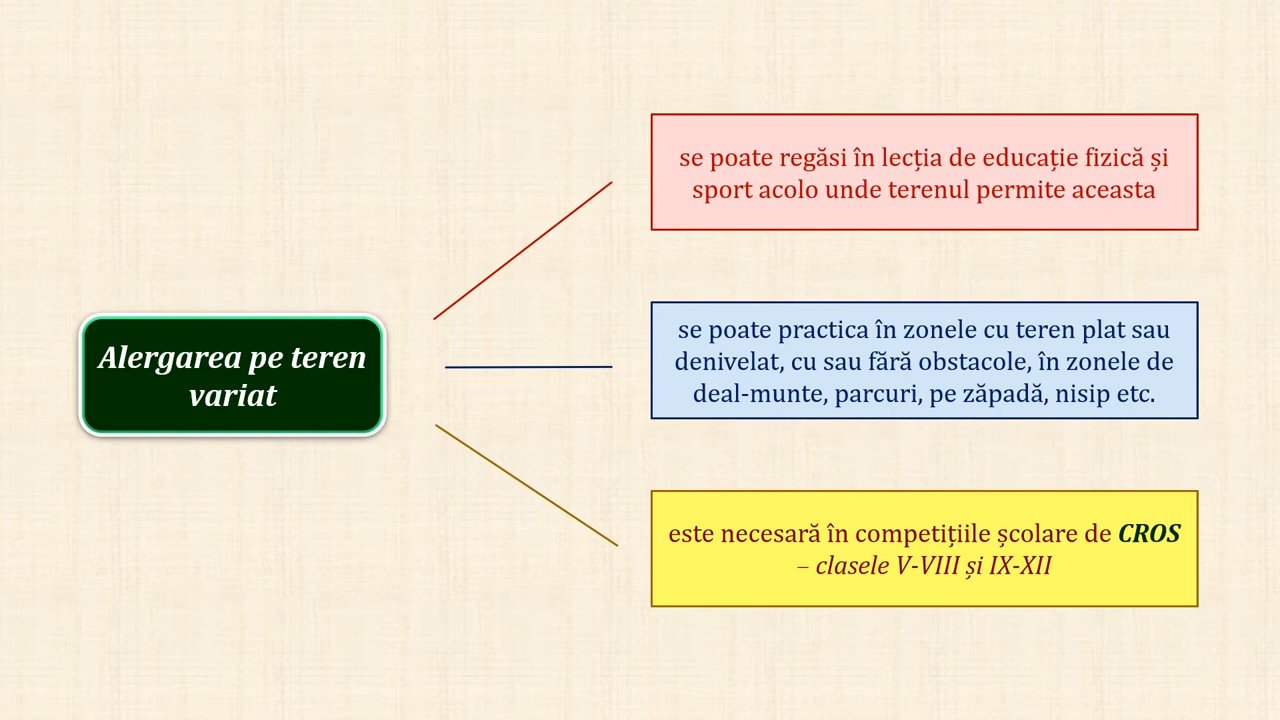 Alergarea pe teren
variat
se poate regăsi în lecția de educație fizică și
sport acolo unde terenul permite aceasta
se poate practica în zonele cu teren plat sau
denivelat, cu sau fără obstacole, în zonele de
deal-munte, parcuri, pe zăpadă, nisip etc.
este necesară în competițiile școlare de CROS
– clasele V-VIII și IX-XII